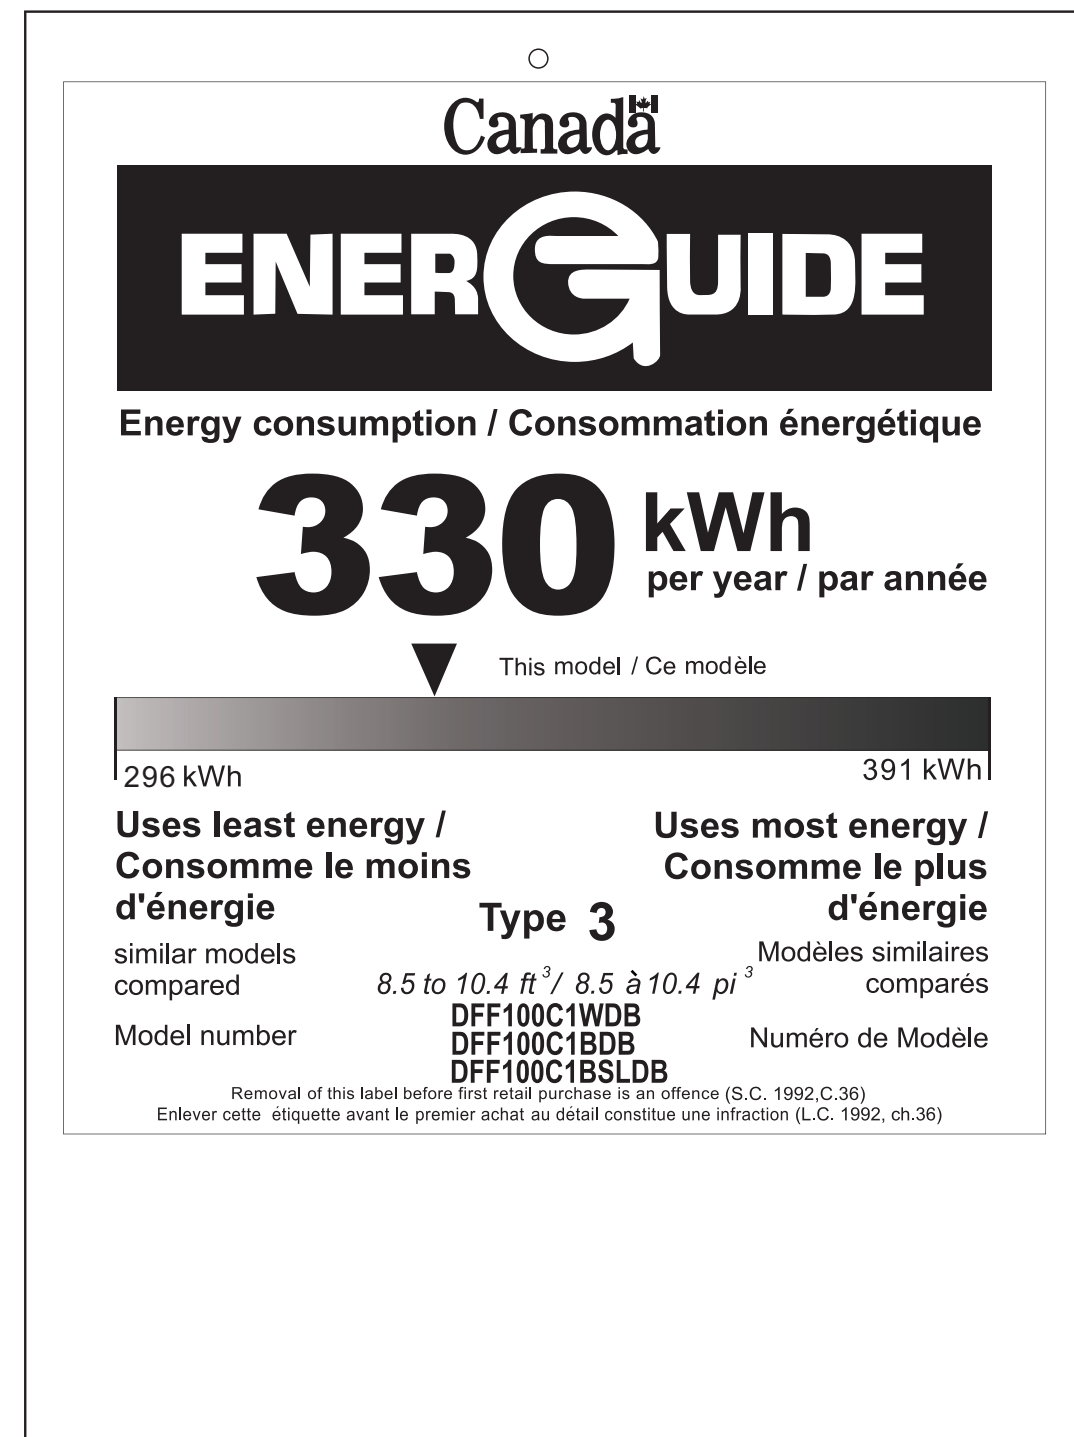 Canada
ENERGUIDE
Energy consumption / Consommation énergétique
330 kWh
per year / par année
This model / Ce modèle
296 kWh
391 kWh
Uses least energy /
Consomme le moins
d'énergie
Uses most energy /
Consomme le plus
d'énergie
Type 3
similar models
compared
Modèles similaires
comparés
8.5 to 10.4 ft³/ 8.5 à 10.4 pi³
Model number
DFF100C1WDB
DFF100C1BDB
DFF100C1BSLDB
Numéro de Modèle
Removal of this label before first retail purchase is an offence (S.C. 1992,C.36)
Enlever cette étiquette avant le premier achat au détail constitue une infraction (L.C. 1992, ch.36)